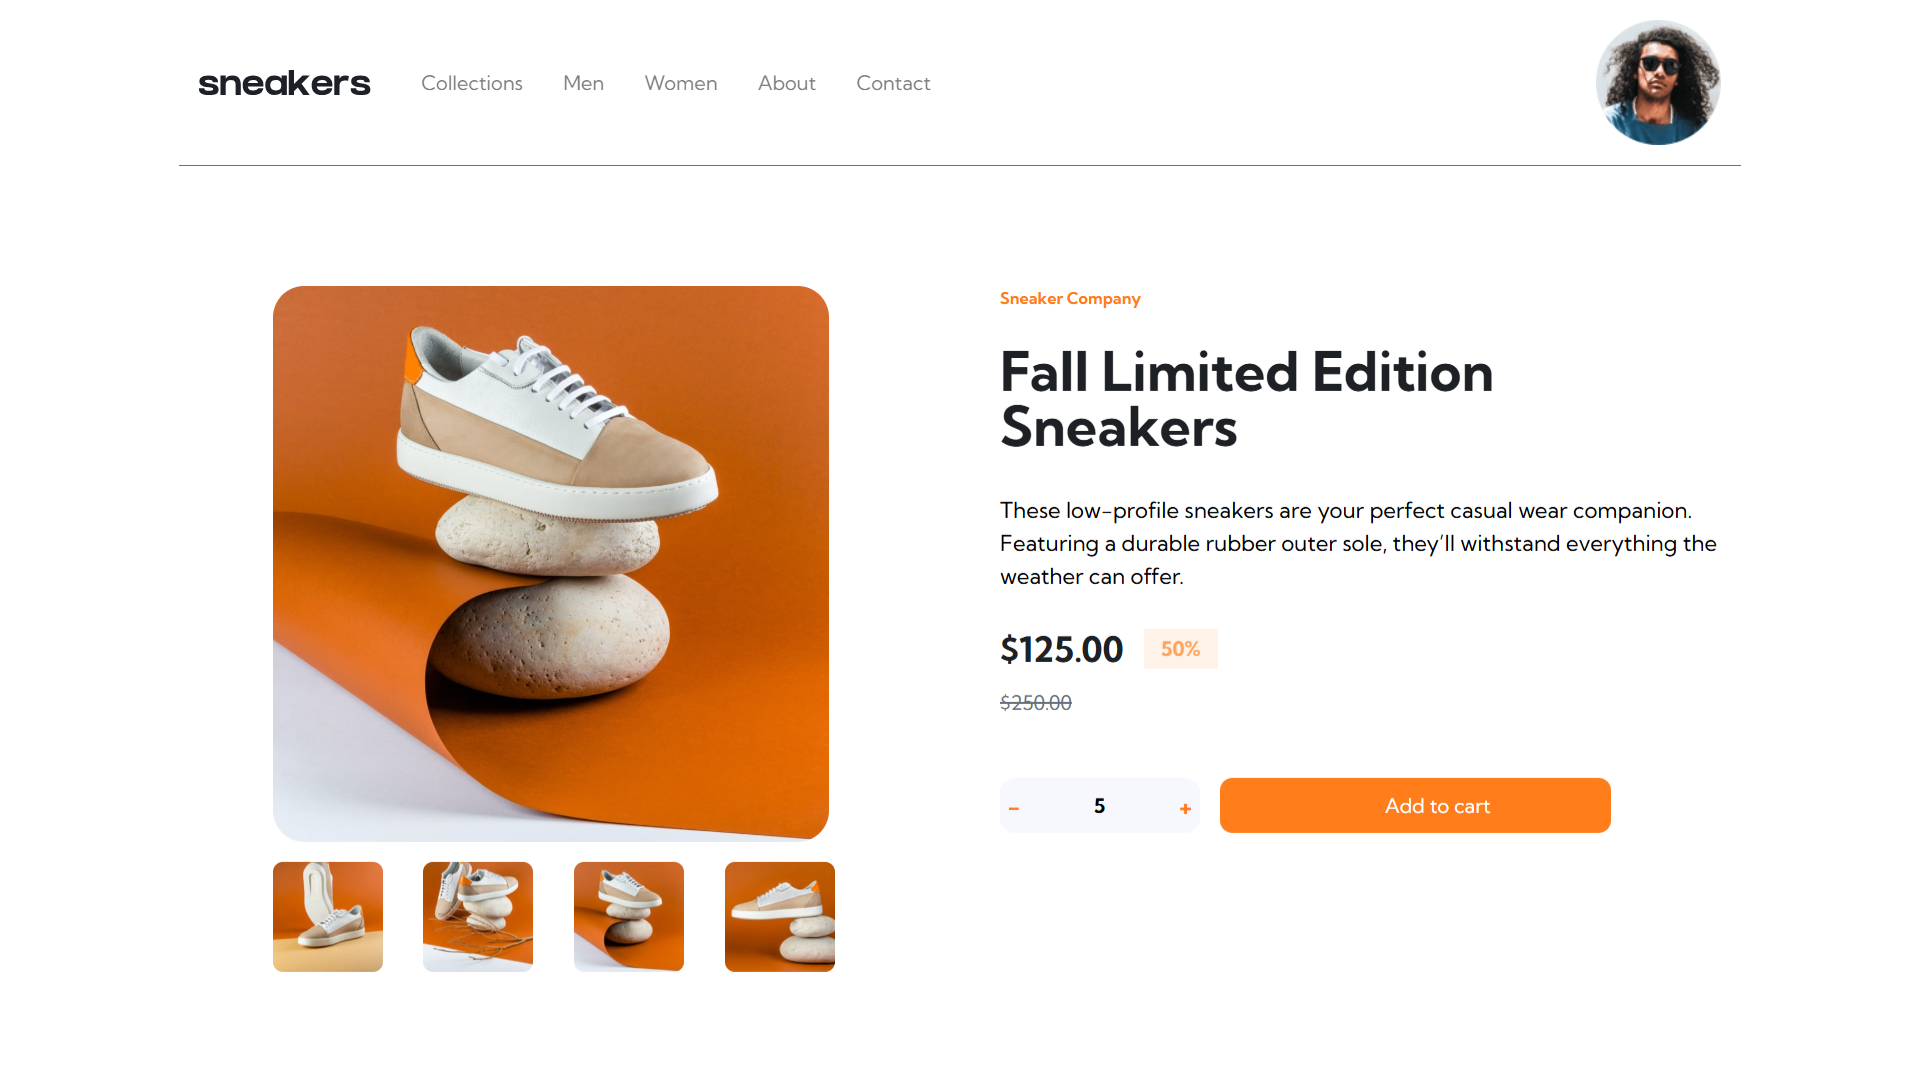 sneakers
Collections
Men
Women
About
Contact
Sneaker Company
Fall Limited Edition
Sneakers
These low-profile sneakers are your perfect casual wear companion.
Featuring a durable rubber outer sole, they’ll withstand everything the
weather can offer.
$125.00
50%
$250.00
-
5
+
Add to cart